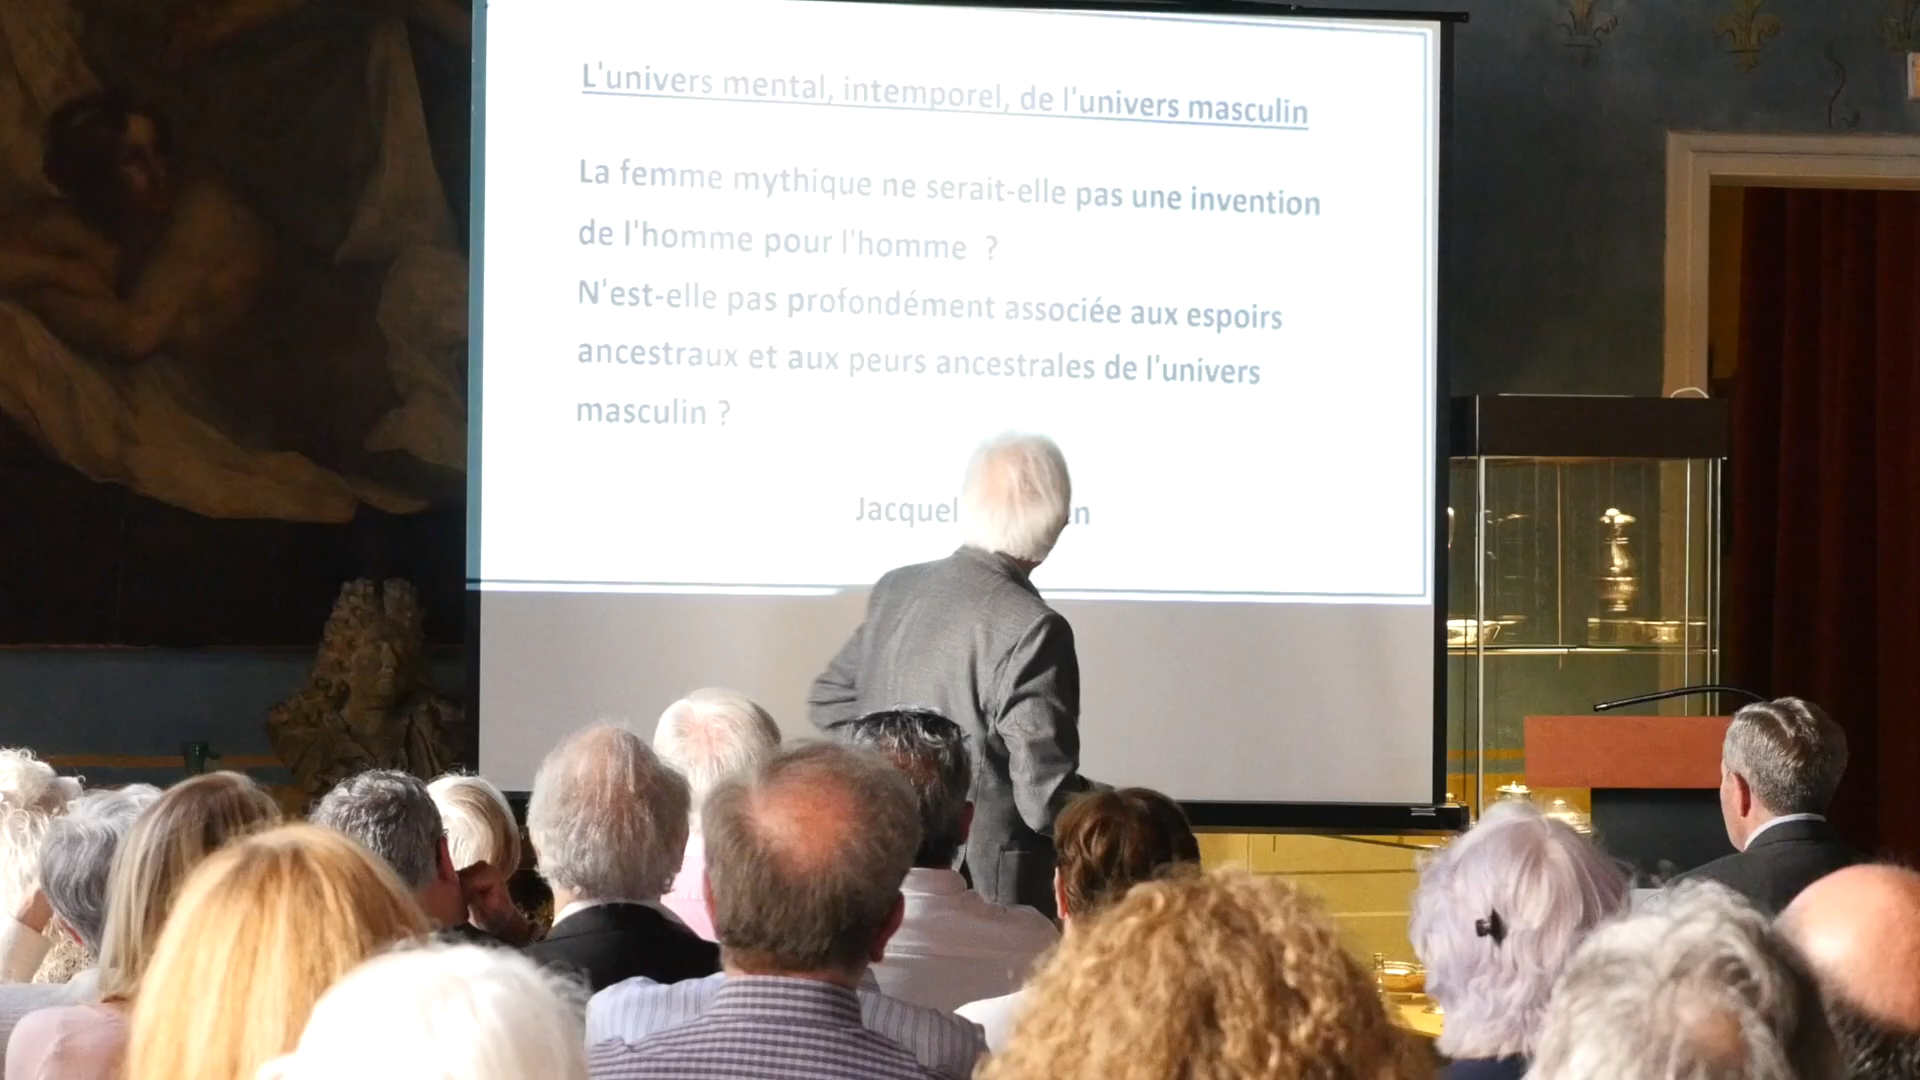 L'univers mental, intemporel, de l'univers masculin
La femme mythique ne serait-elle pas une invention
de l'homme pour l'homme ?
N'est-elle pas profondément associée aux espoirs
ancestraux et aux peurs ancestrales de l'univers
masculin ?